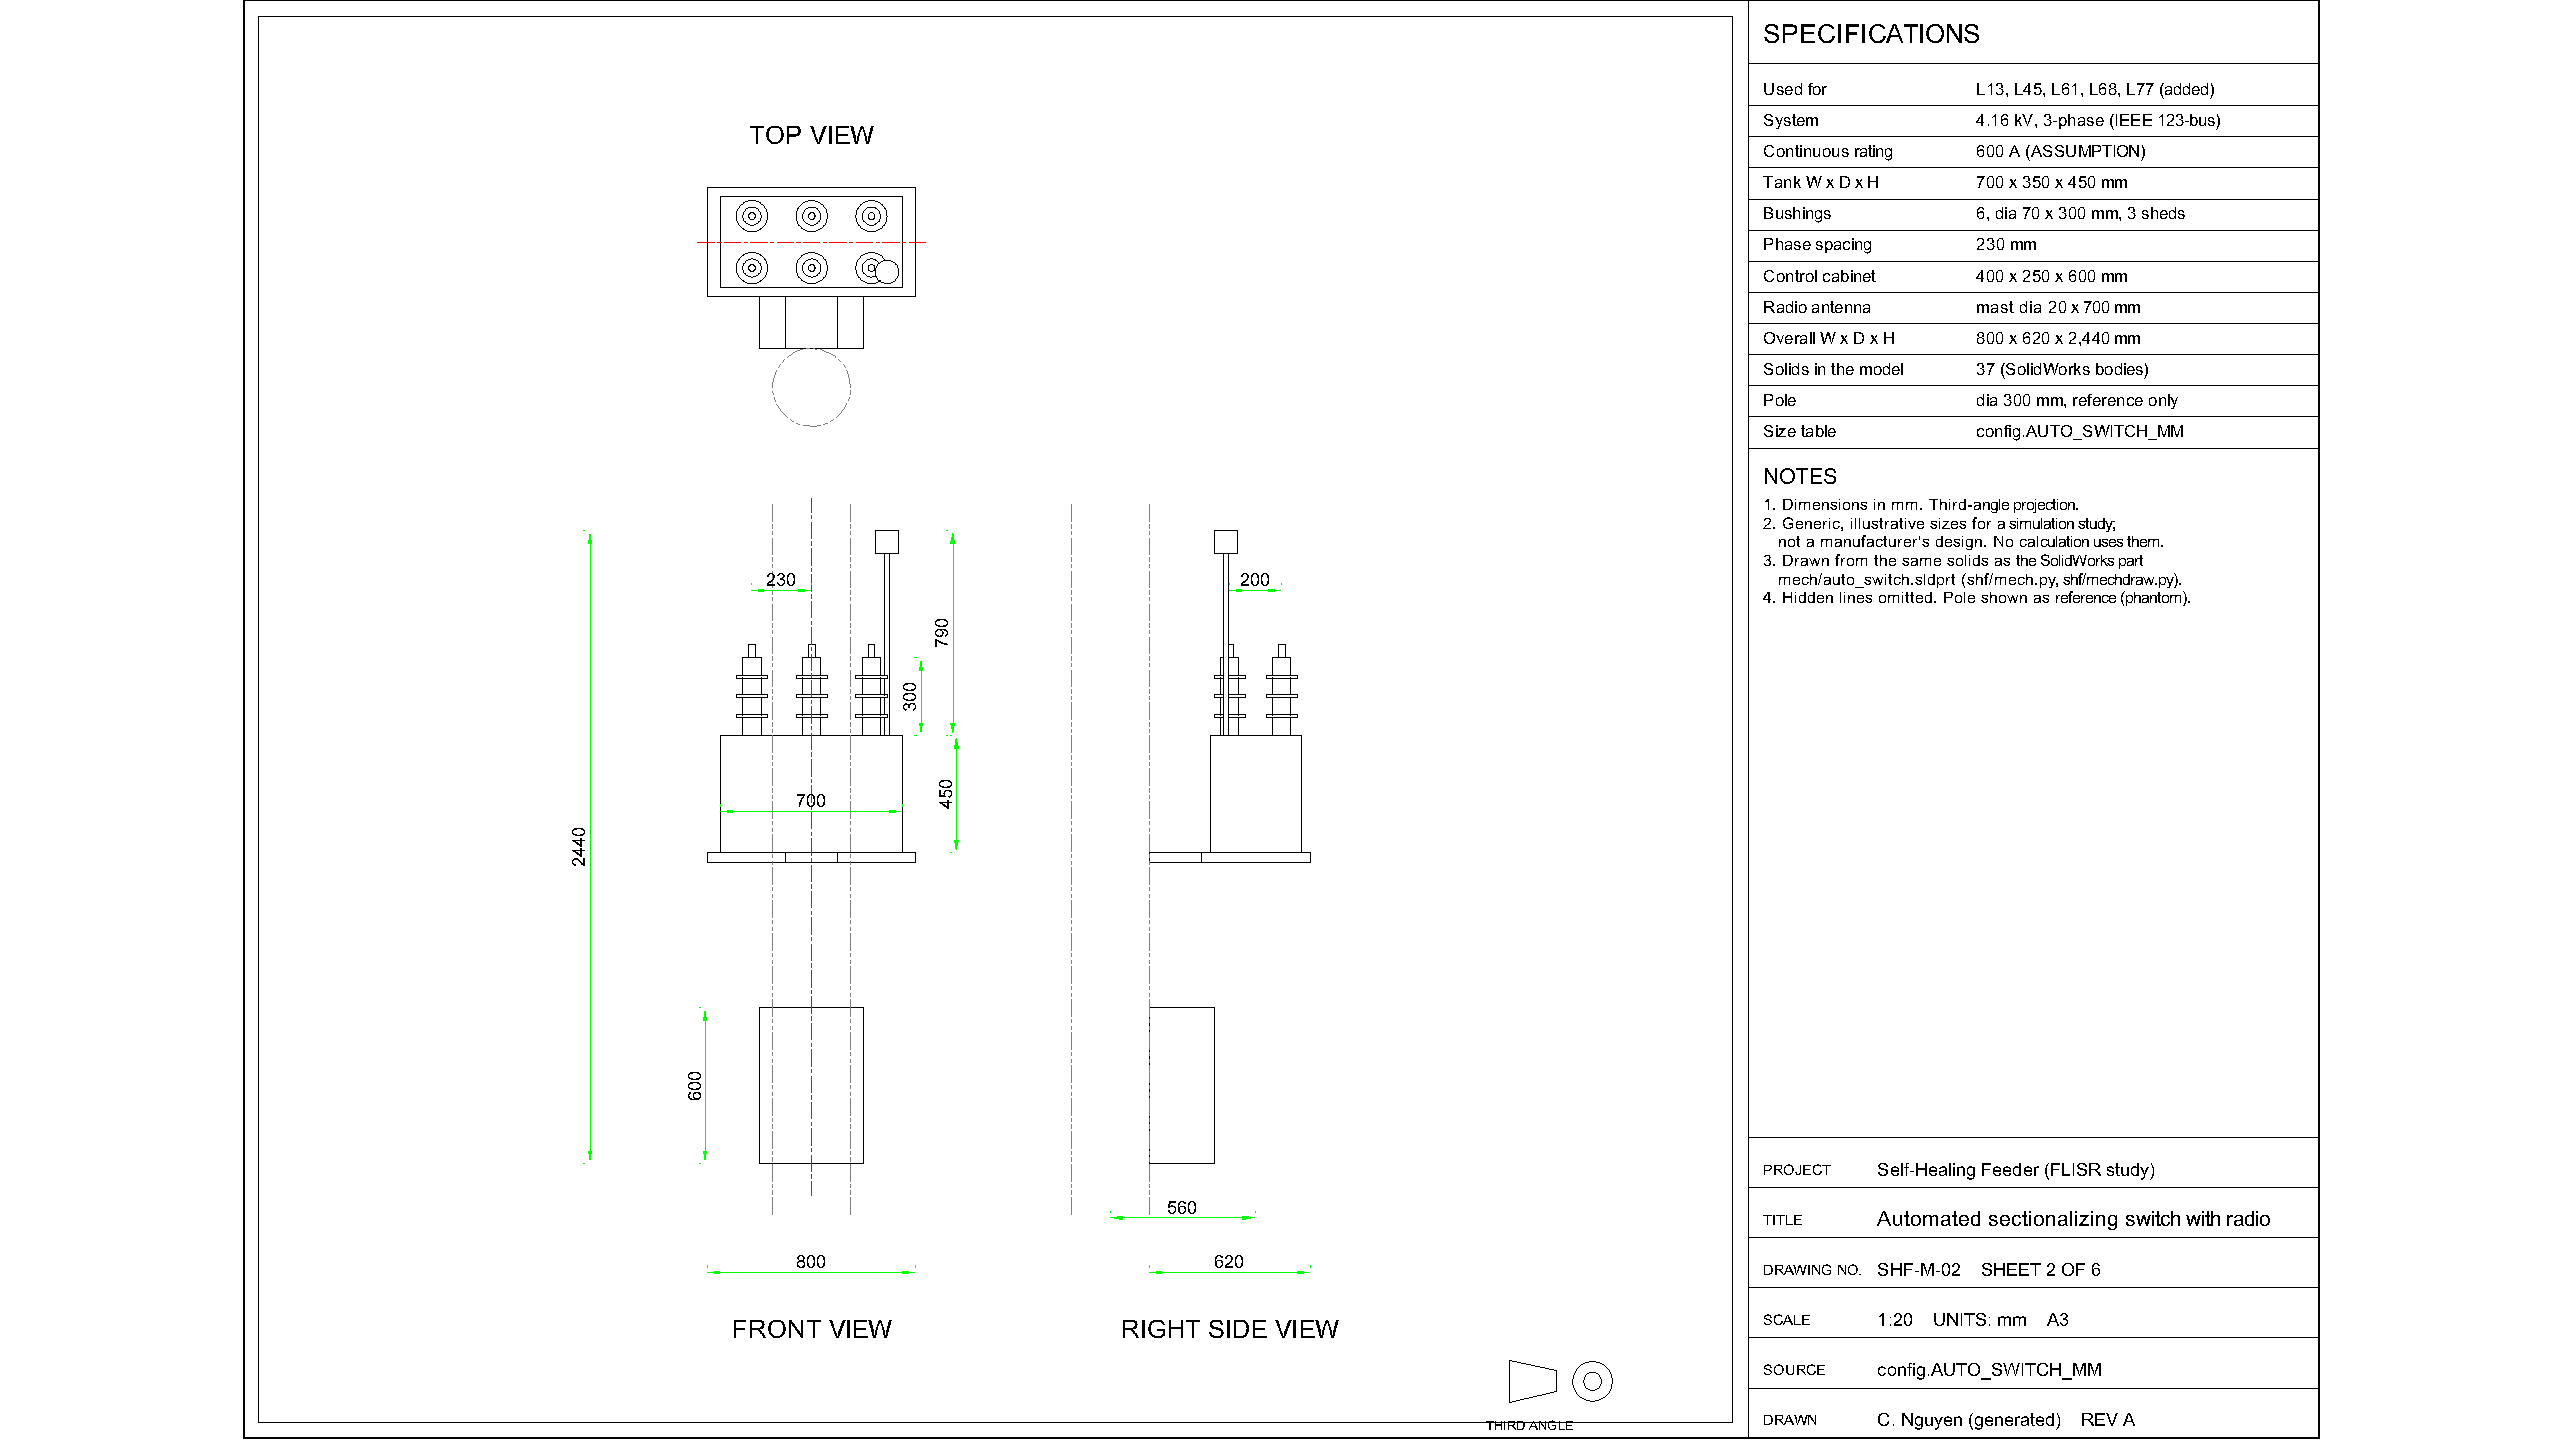 TOP VIEW
230
200
790
300
700
450
2440
600
560
800
620
FRONT VIEW
RIGHT SIDE VIEW
THIRD ANGLE
SPECIFICATIONS
Used for L13, L45, L61, L68, L77 (added)
System 4.16 kV, 3-phase (IEEE 123-bus)
Continuous rating 600 A (ASSUMPTION)
Tank W x D x H 700 x 350 x 450 mm
Bushings 6, dia 70 x 300 mm, 3 sheds
Phase spacing 230 mm
Control cabinet 400 x 250 x 600 mm
Radio antenna mast dia 20 x 700 mm
Overall W x D x H 800 x 620 x 2,440 mm
Solids in the model 37 (SolidWorks bodies)
Pole dia 300 mm, reference only
Size table config.AUTO_SWITCH_MM
NOTES
1. Dimensions in mm. Third-angle projection.
2. Generic, illustrative sizes for a simulation study;
not a manufacturer's design. No calculation uses them.
3. Drawn from the same solids as the SolidWorks part
mech/auto_switch.sldprt (shf/mech.py, shf/mechdraw.py).
4. Hidden lines omitted. Pole shown as reference (phantom).
PROJECT Self-Healing Feeder (FLISR study)
TITLE Automated sectionalizing switch with radio
DRAWING NO. SHF-M-02 SHEET 2 OF 6
SCALE 1:20 UNITS: mm A3
SOURCE config.AUTO_SWITCH_MM
DRAWN C. Nguyen (generated) REV A